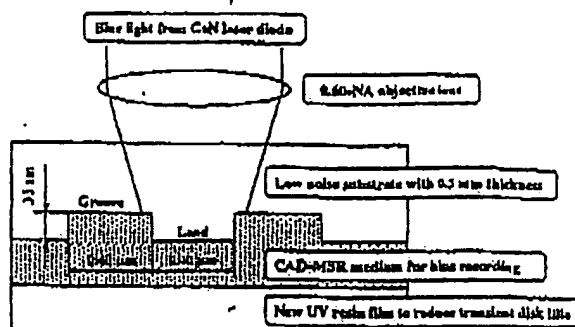 Blue light from GaN laser diode
0.60-NA objective lens
Low noise substrate with 0.5 mm thickness
Groove
Land
CAD-MSR medium for blue recording
New UV resin film to reduce transient disk tilt